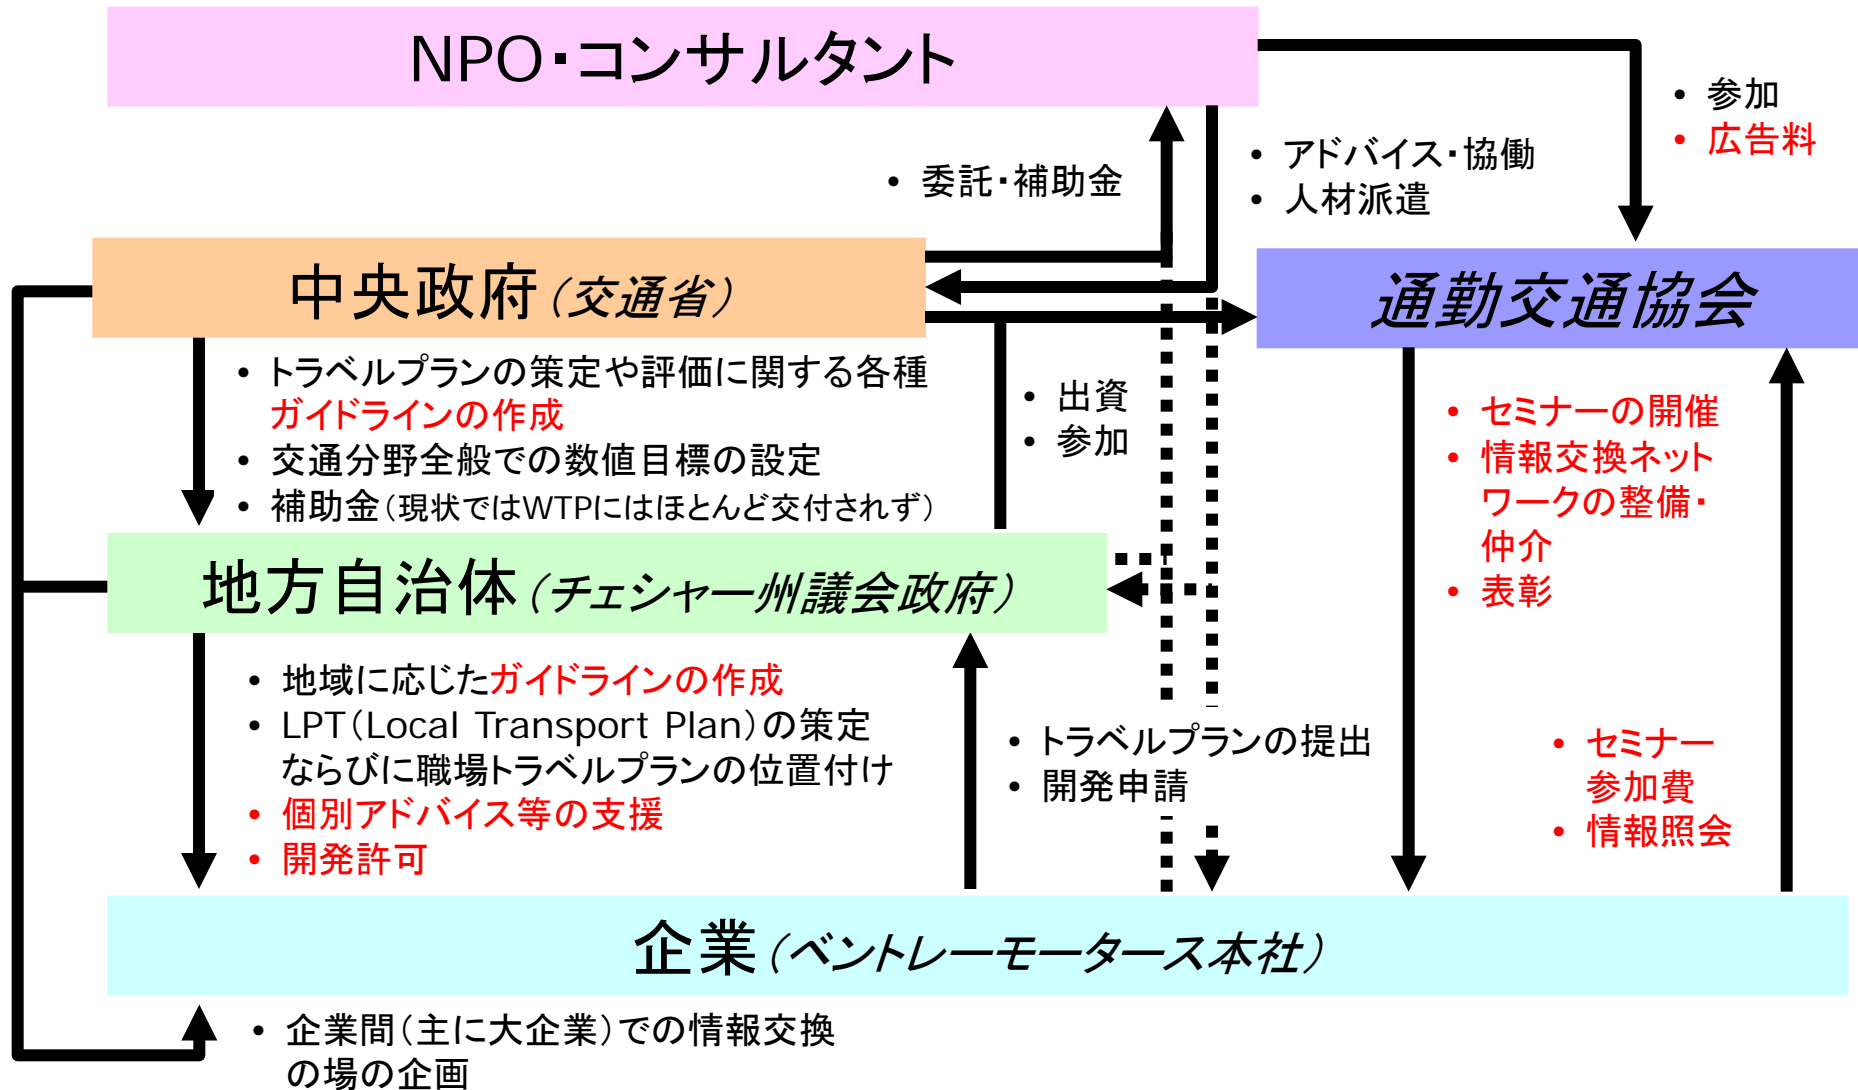 NPO・コンサルタント
• 参加
• 広告料
• アドバイス・協働
• 人材派遣
• 委託・補助金
中央政府（交通省）
通勤交通協会
• トラベルプランの策定や評価に関する各種
ガイドラインの作成
• 交通分野全般での数値目標の設定
• 補助金（現状ではWTPにはほとんど交付されず）
• 出資
• 参加
• セミナーの開催
• 情報交換ネット
ワークの整備・
仲介
• 表彰
地方自治体（チェシャー州議会政府）
• 地域に応じたガイドラインの作成
• LPT（Local Transport Plan）の策定
ならびに職場トラベルプランの位置付け
• 個別アドバイス等の支援
• 開発許可
• トラベルプランの提出
• 開発申請
• セミナー
参加費
• 情報照会
企業（ベントレーモータース本社）
• 企業間（主に大企業）での情報交換
の場の企画